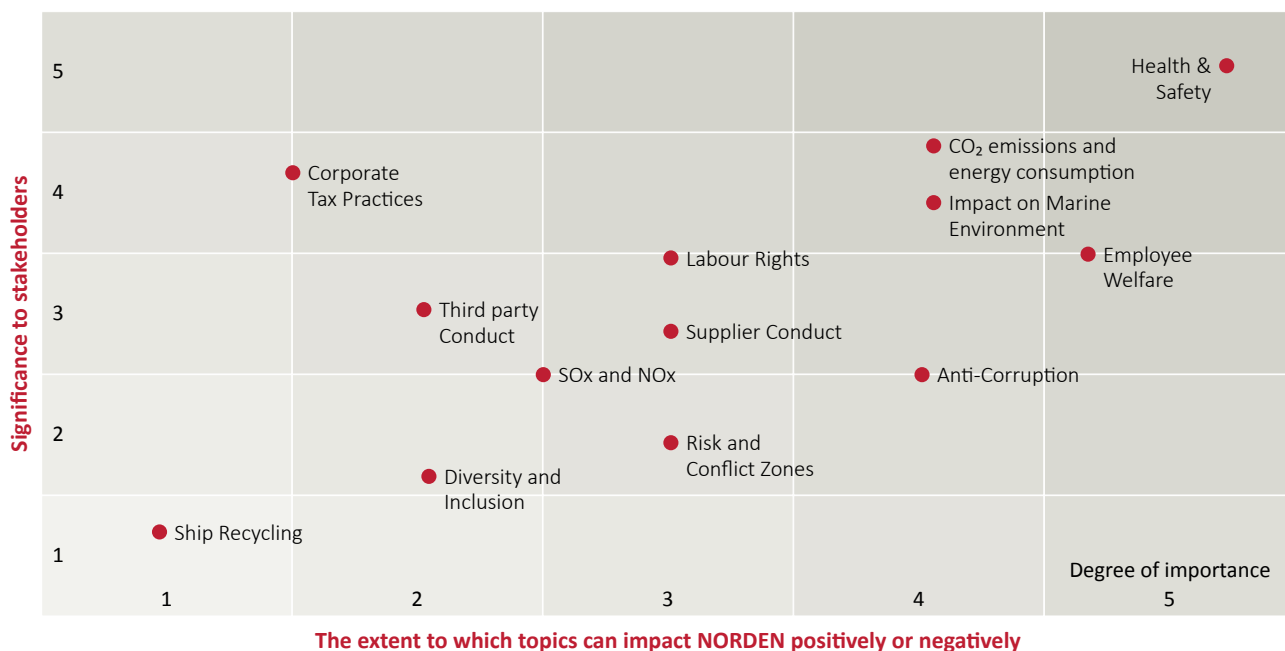 Significance to stakeholders
5
4
3
2
1
Health &
Safety
CO₂ emissions and
energy consumption
Corporate
Tax Practices
Impact on Marine
Environment
Labour Rights
Employee
Welfare
Third party
Conduct
Supplier Conduct
SOx and NOx
Anti-Corruption
Risk and
Conflict Zones
Diversity and
Inclusion
Ship Recycling
Degree of importance
1
2
3
4
5
The extent to which topics can impact NORDEN positively or negatively